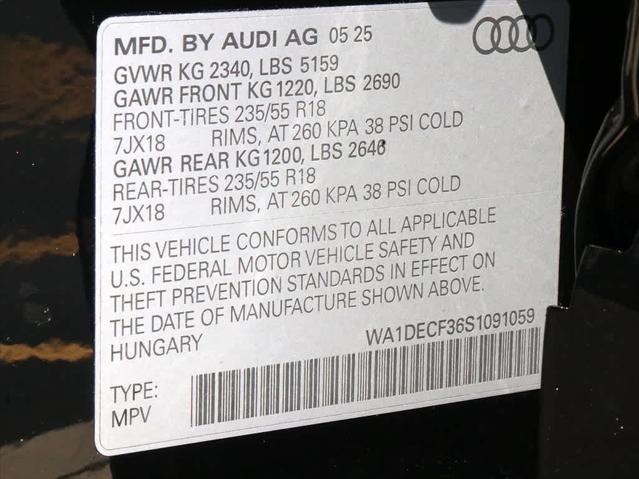 MFD. BY AUDI AG 05 25
GVWR KG 2340, LBS 5159
GAWR FRONT KG 1220, LBS 2690
FRONT-TIRES 235/55 R18
7JX18 RIMS, AT 260 KPA 38 PSI COLD
GAWR REAR KG 1200, LBS 2646
REAR-TIRES 235/55 R18
7JX18 RIMS, AT 260 KPA 38 PSI COLD
THIS VEHICLE CONFORMS TO ALL APPLICABLE
U.S. FEDERAL MOTOR VEHICLE SAFETY AND
THEFT PREVENTION STANDARDS IN EFFECT ON
THE DATE OF MANUFACTURE SHOWN ABOVE.
HUNGARY
WA1DECF36S1091059
TYPE:
MPV